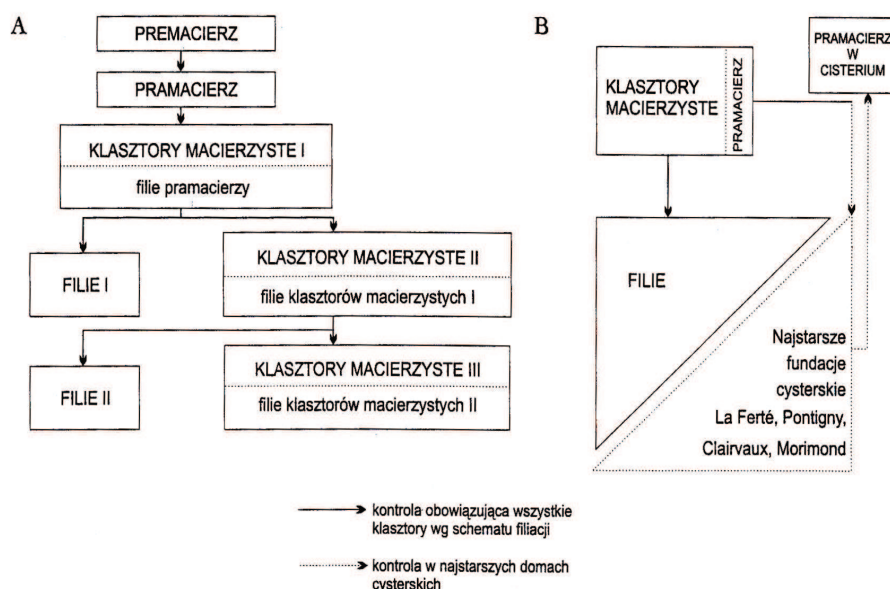 A
PREMACIERZ
PRAMACIERZ
KLASZTORY MACIERZYSTE I
filie pramacierzy
FILIE I
KLASZTORY MACIERZYSTE II
filie klasztorów macierzystych I
FILIE II
KLASZTORY MACIERZYSTE III
filie klasztorów macierzystych II
B
KLASZTORY
MACIERZYSTE
PRAMACIERZ
PRAMACIERZ
W
CISTERIUM
FILIE
Najstarsze
fundacje
cysterskie
La Ferté, Pontigny,
Clairvaux, Morimond
kontrola obowiązująca wszystkie
klasztory wg schematu filiacji
kontrola w najstarszych domach
cysterskich